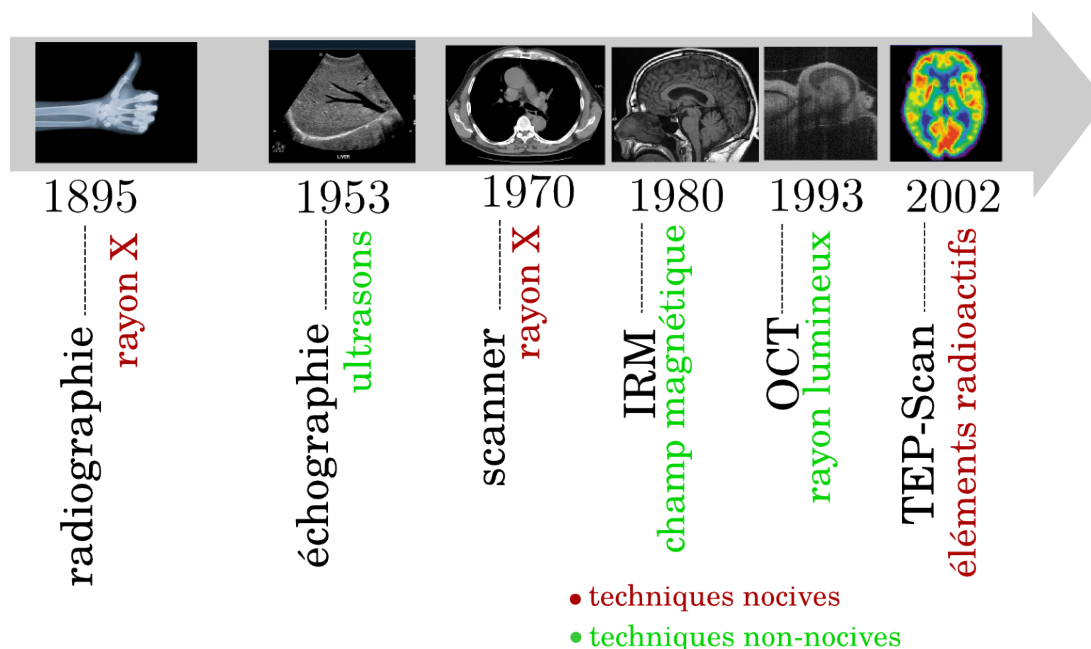 LIVER
1895
1953
1970
1980
1993
2002
radiographie
rayon X
échographie
ultrasons
scanner
rayon X
IRM
champ magnétique
OCT
rayon lumineux
TEP-Scan
éléments radioactifs
techniques nocives
techniques non-nocives